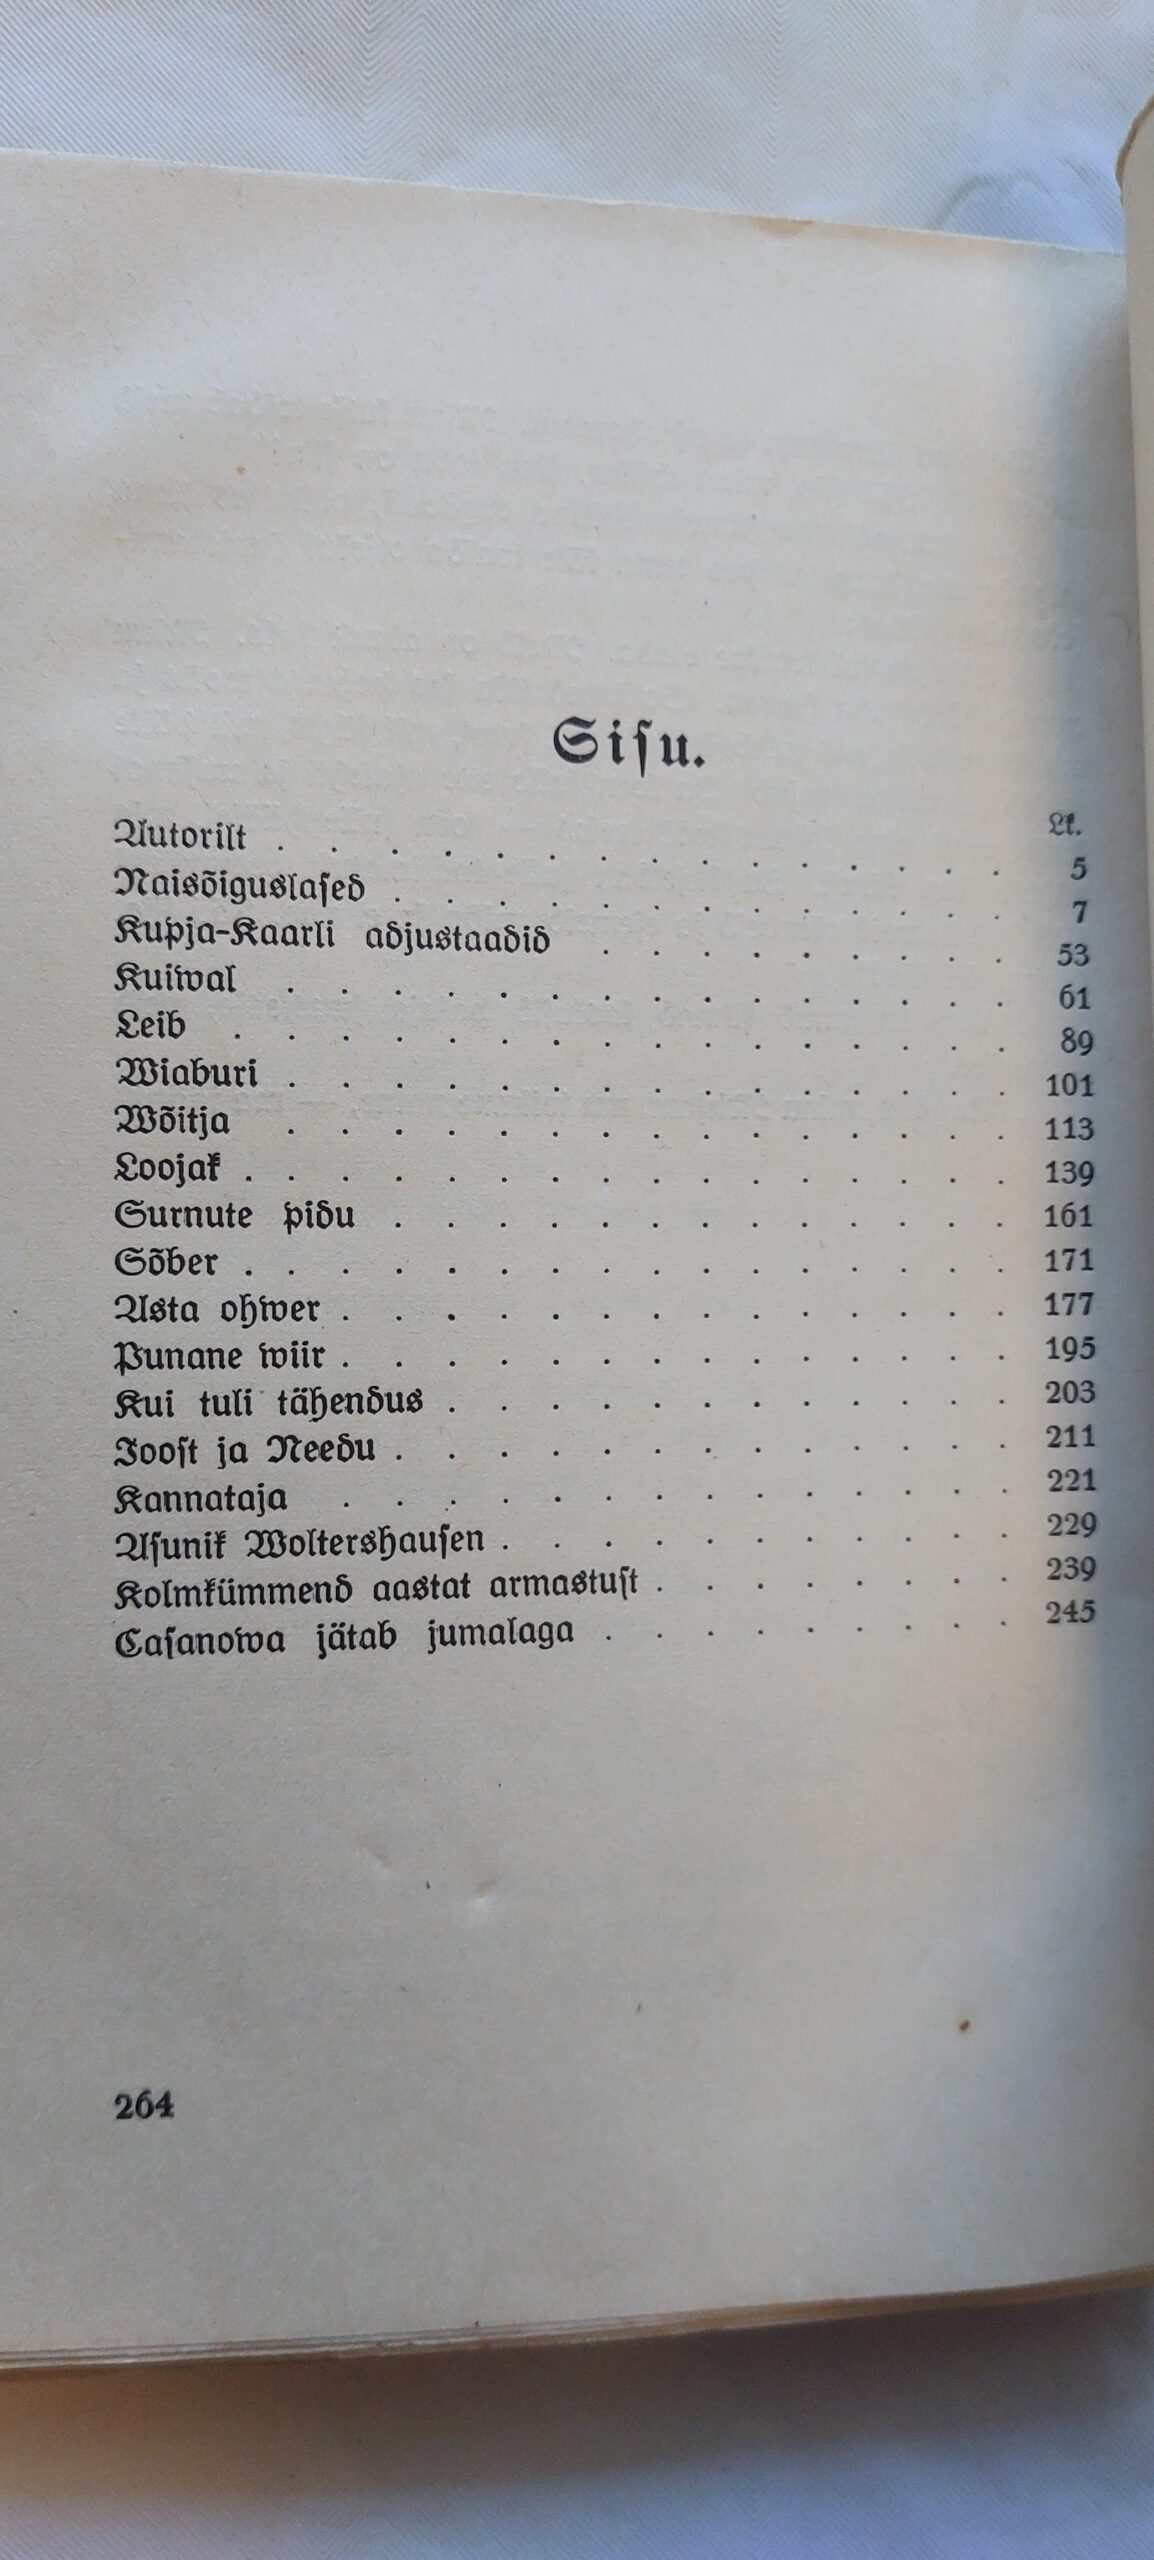 Sisu.
Lk.
Autorilt . . . . . . . . . . . . . . 5
Naisõiguslased . . . . . . . . . . . . 7
Kupja-Kaarli adjustaadid . . . . . . . . . 53
Kuiwal . . . . . . . . . . . . . . 61
Leib . . . . . . . . . . . . . . . 89
Wiaburi . . . . . . . . . . . . . . 101
Wõitja . . . . . . . . . . . . . . 113
Loojak . . . . . . . . . . . . . . . 139
Surnute pidu . . . . . . . . . . . . 161
Sõber . . . . . . . . . . . . . . . 171
Asta ohwer . . . . . . . . . . . . . 177
Punane wiir . . . . . . . . . . . . . 195
Kui tuli tähendus . . . . . . . . . . . 203
Joost ja Needu . . . . . . . . . . . . 211
Kannataja . . . . . . . . . . . . . 221
Asunik Woltershausen . . . . . . . . . . 229
Kolmkümmend aastat armastust . . . . . . . . 239
Casanowa jätab jumalaga . . . . . . . . . 245
264